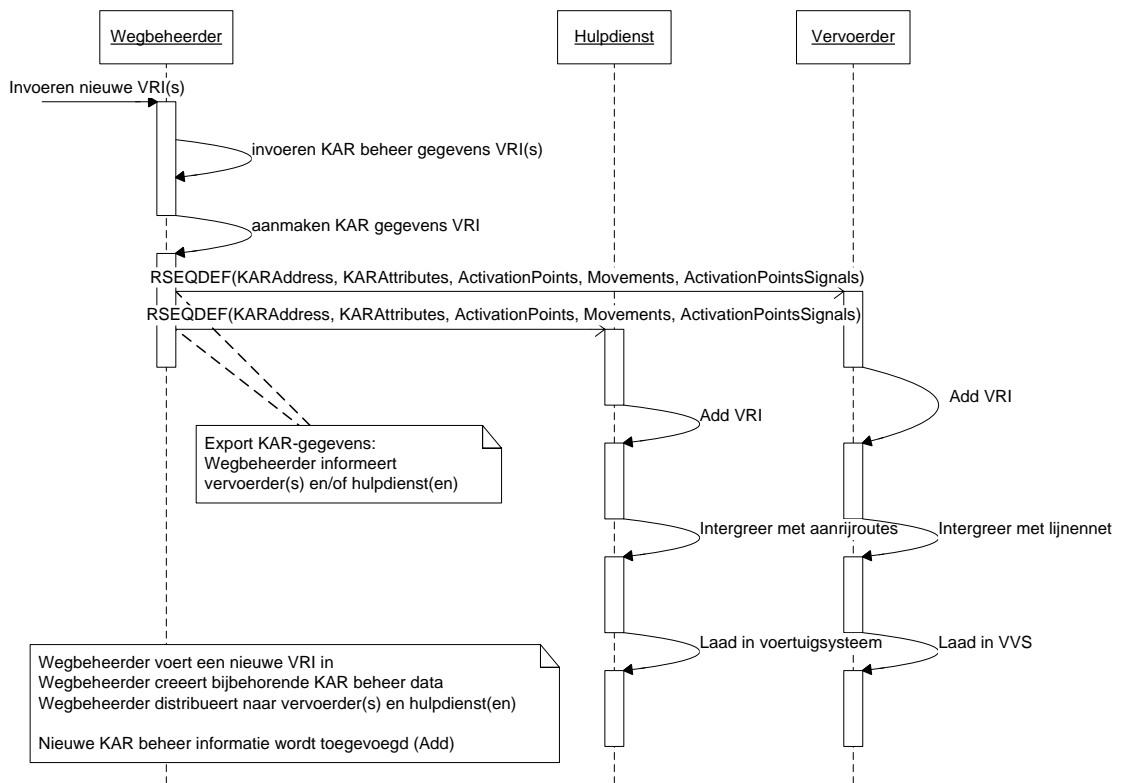 Wegbeheerder
Hulpdienst
Vervoerder
Invoeren nieuwe VRI(s)
invoeren KAR beheer gegevens VRI(s)
aanmaken KAR gegevens VRI
RSEQDEF(KARAddress, KARAttributes, ActivationPoints, Movements, ActivationPointsSignals)
RSEQDEF(KARAddress, KARAttributes, ActivationPoints, Movements, ActivationPointsSignals)
Add VRI
Add VRI
Export KAR-gegevens:
Wegbeheerder informeert
vervoerder(s) en/of hulpdienst(en)
Intergreer met aanrijroutes
Intergreer met lijnennet
Laad in voertuigsysteem
Laad in VVS
Wegbeheerder voert een nieuwe VRI in
Wegbeheerder creeert bijbehorende KAR beheer data
Wegbeheerder distribueert naar vervoerder(s) en hulpdienst(en)
Nieuwe KAR beheer informatie wordt toegevoegd (Add)